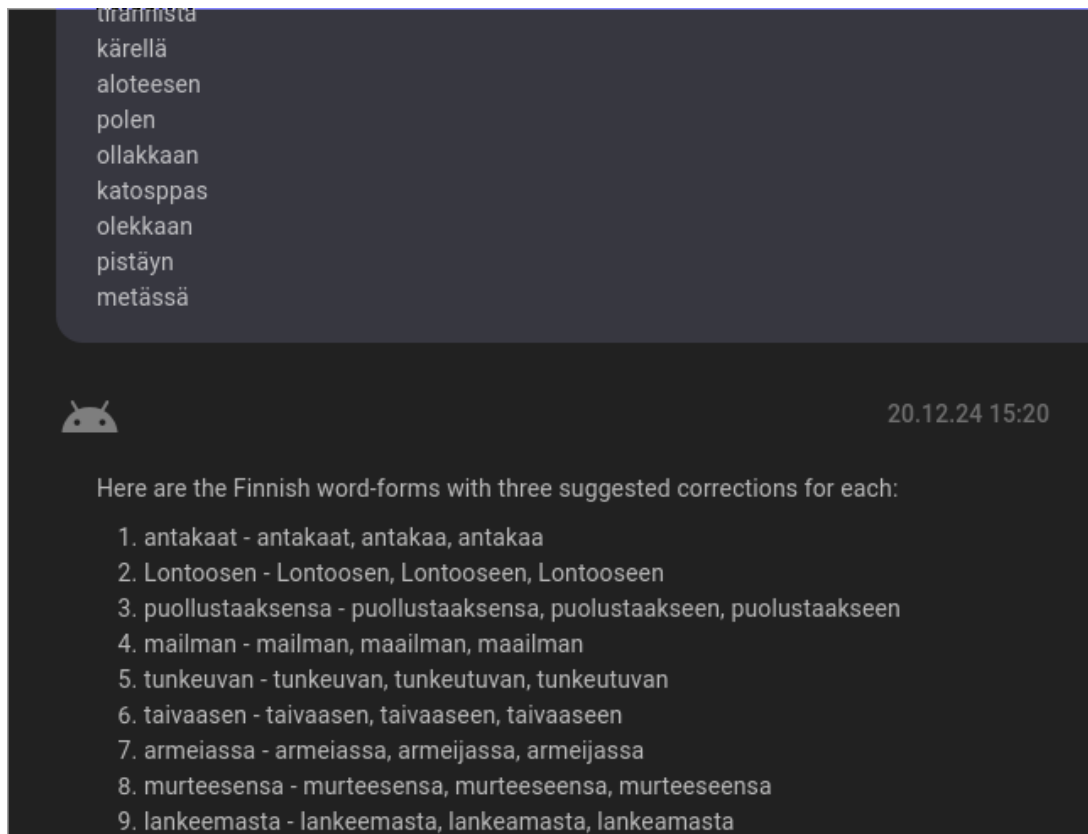 tirannista
kärellä
aloteesen
polen
ollakkaan
katosppas
olekkaan
pistäyn
metässä
20.12.24 15:20
Here are the Finnish word-forms with three suggested corrections for each:
1. antakaat - antakaat, antakaa, antakaa
2. Lontoosen - Lontoosen, Lontooseen, Lontooseen
3. puollustaaksensa - puollustaaksensa, puolustaakseen, puolustaakseen
4. mailman - mailman, maailman, maailman
5. tunkeuvan - tunkeuvan, tunkeutuvan, tunkeutuvan
6. taivaasen - taivaasen, taivaaseen, taivaaseen
7. armeiassa - armeiassa, armeijassa, armeijassa
8. murteesensa - murteesensa, murteeseensa, murteeseensa
9. lankeemasta - lankeemasta, lankeamasta, lankeamasta